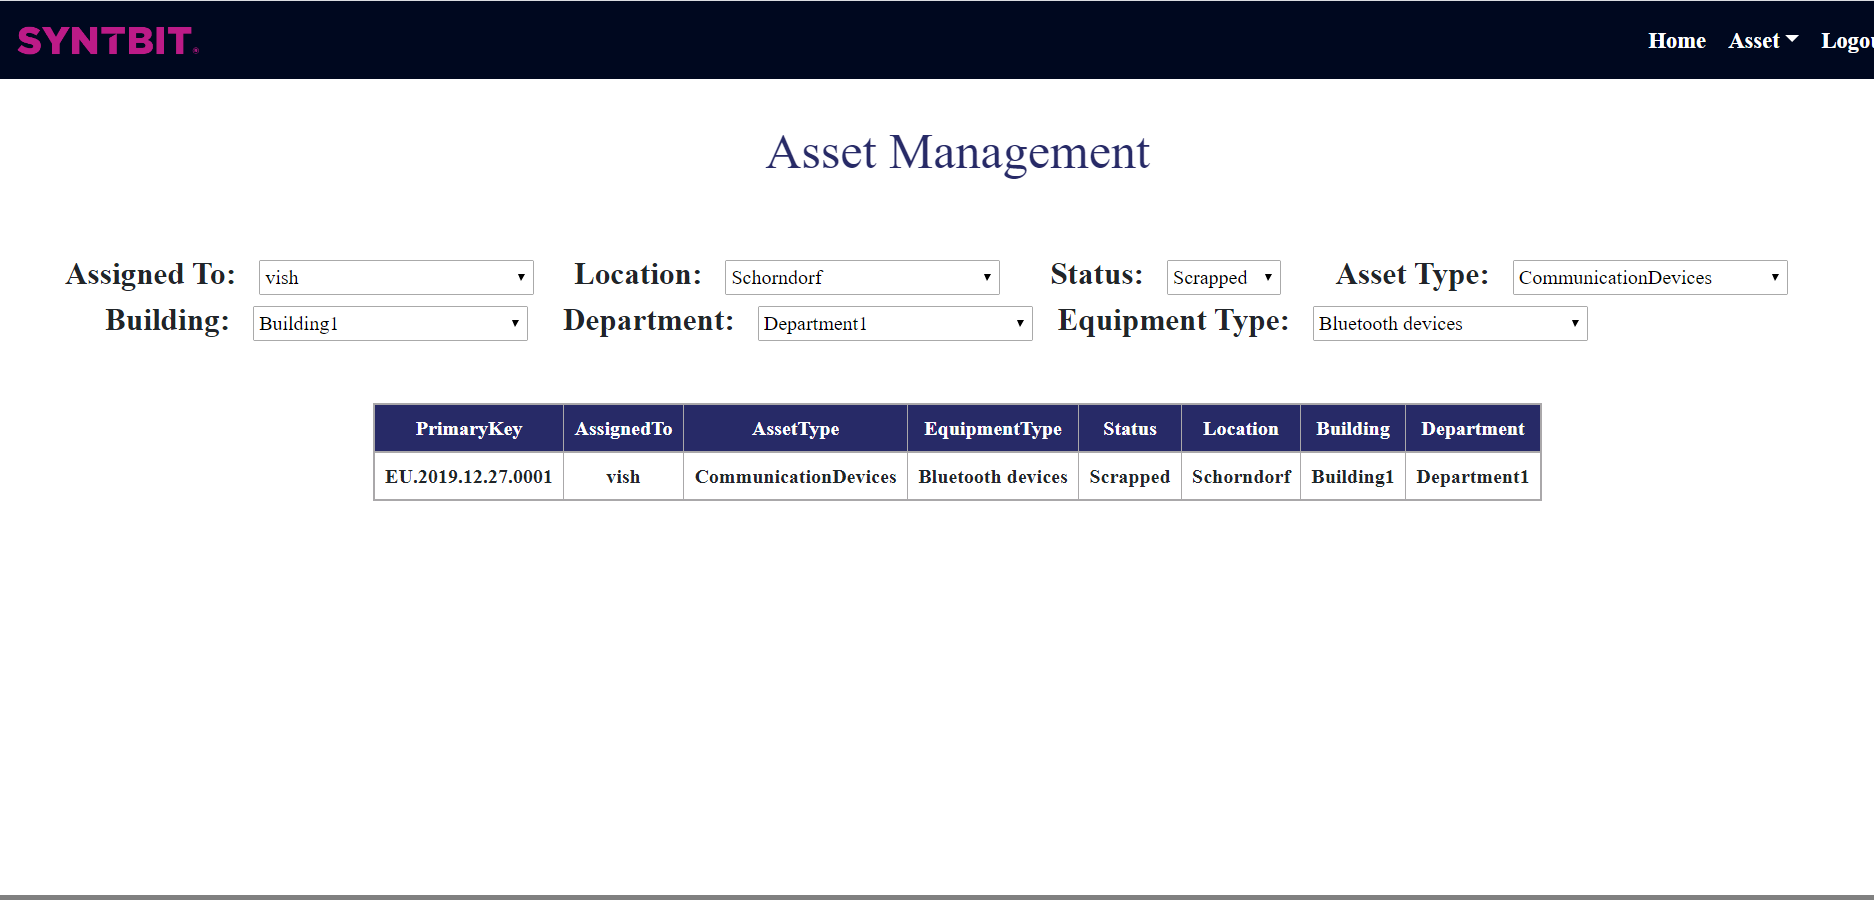 SYNTBIT.
Home Asset Logou
Asset Management
Assigned To: vish Location: Schorndorf Status: Scrapped Asset Type: CommunicationDevices
Building: Building1 Department: Department1 Equipment Type: Bluetooth devices
PrimaryKey AssignedTo AssetType EquipmentType Status Location Building Department
EU.2019.12.27.0001 vish CommunicationDevices Bluetooth devices Scrapped Schorndorf Building1 Department1